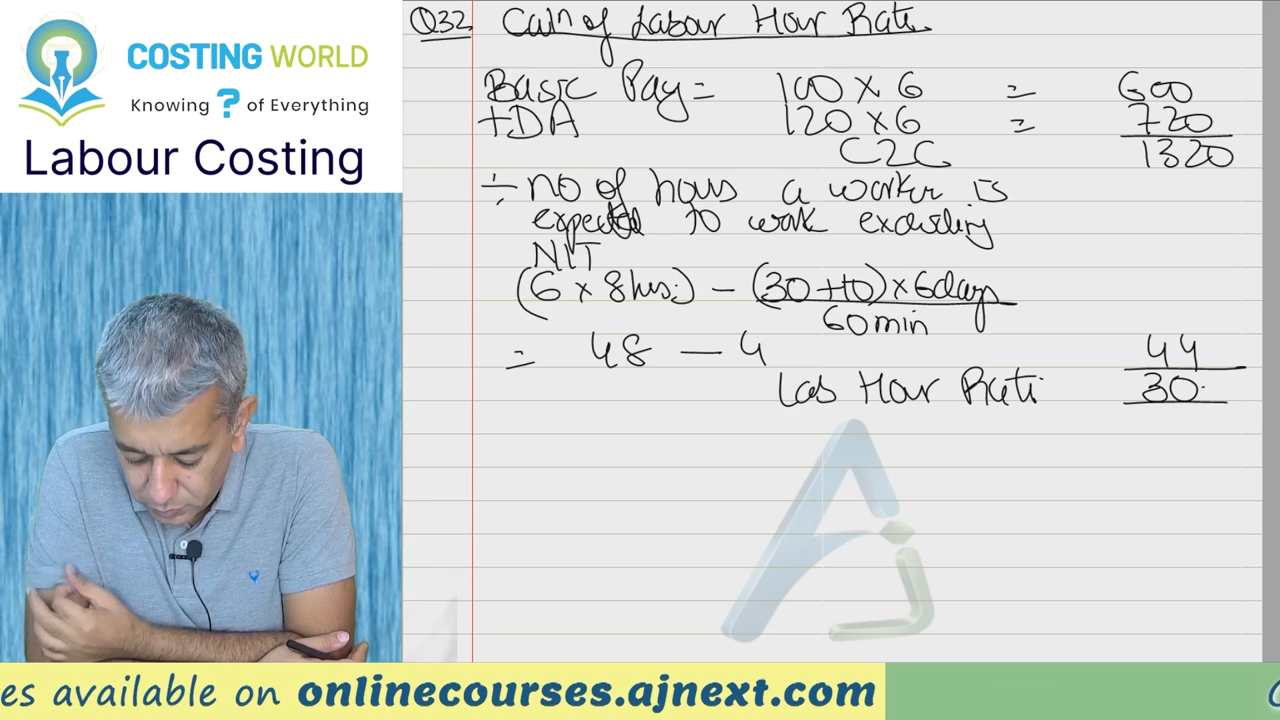 COSTING WORLD
Knowing ? of Everything
Labour Costing
Q32 Caln of Labour Hour Rate
Basic Pay = 100 x 6 = 600
+DA 120 x 6 = 720
C2C 1320
÷ no of hours a worker is
expected to work excluding
NIT
(6 x 8hrs.) - (30+10) x 6days
60min
= 48 - 4 44
Lab Hour Rate 30.
es available on onlinecourses.ajnext.com